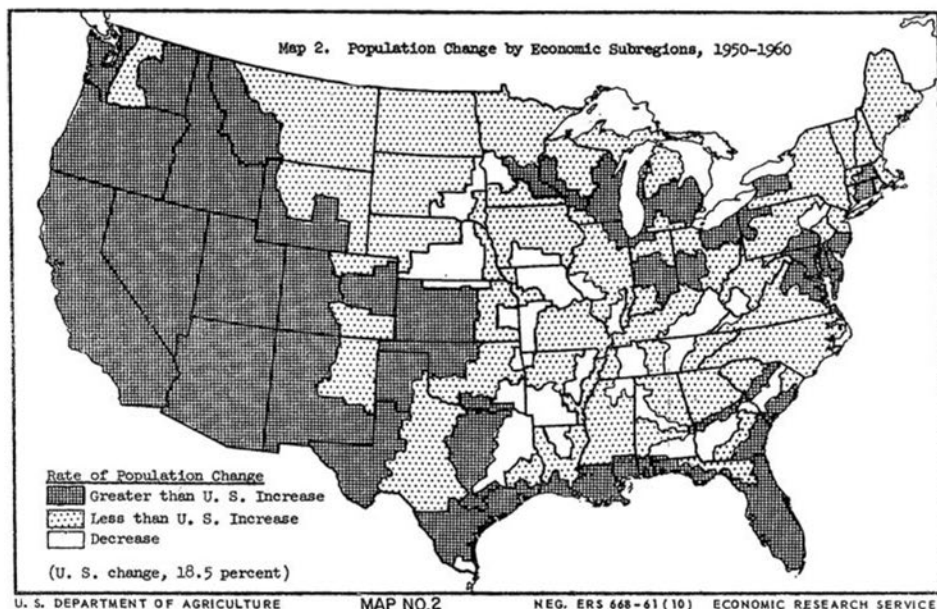 Map 2. Population Change by Economic Subregions, 1950-1960
Rate of Population Change
Greater than U. S. Increase
Less than U. S. Increase
Decrease
(U. S. change, 18.5 percent)
U. S. DEPARTMENT OF AGRICULTURE MAP NO.2 NEG. ERS 668-61 (10) ECONOMIC RESEARCH SERVICE